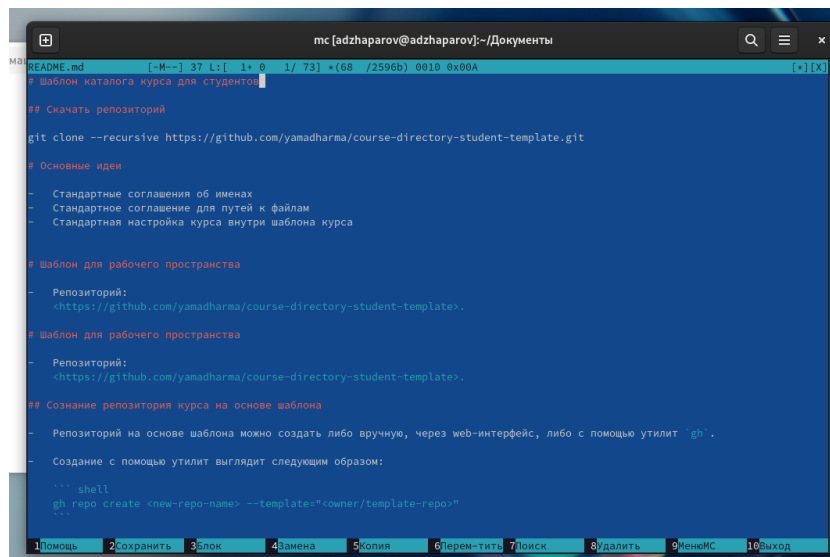 mc [adzhaparov@adzhaparov]:~/Документы
README.md [-M--] 37 L:[ 1+ 0 1/ 73] *(68 /2596b) 0010 0x00A [*][X]
# Шаблон каталога курса для студентов
## Скачать репозиторий
git clone --recursive https://github.com/yamadharma/course-directory-student-template.git
# Основные идеи
- Стандартные соглашения об именах
- Стандартное соглашение для путей к файлам
- Стандартная настройка курса внутри шаблона курса
# Шаблон для рабочего пространства
- Репозиторий:
<https://github.com/yamadharma/course-directory-student-template>.
# Шаблон для рабочего пространства
- Репозиторий:
<https://github.com/yamadharma/course-directory-student-template>.
## Сознание репозитория курса на основе шаблона
- Репозиторий на основе шаблона можно создать либо вручную, через web-интерфейс, либо с помощью утилит `gh`.
- Создание с помощью утилит выглядит следующим образом:
``` shell
gh repo create <new-repo-name> --template="<owner/template-repo>"
```
1Помощь 2Сохранить 3Блок 4Замена 5Копия 6Перем~тить 7Поиск 8Удалить 9МенюMC 10Выход